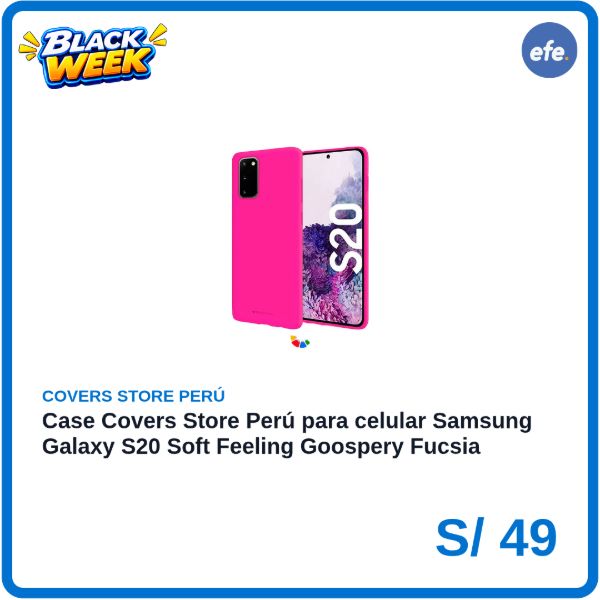 BLACK
WEEK
efe.
S20
COVERS STORE PERÚ
Case Covers Store Perú para celular Samsung
Galaxy S20 Soft Feeling Goospery Fucsia
S/ 49